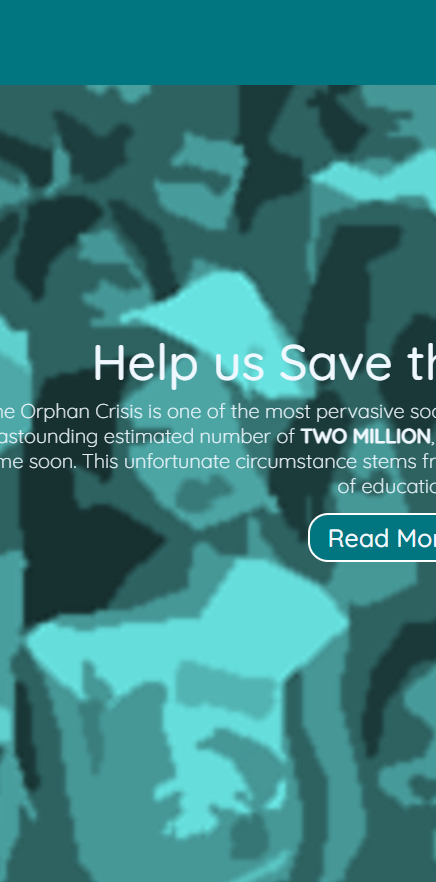 Help us Save th
ne Orphan Crisis is one of the most pervasive soc
astounding estimated number of TWO MILLION,
me soon. This unfortunate circumstance stems fr
of educatio
Read Mor